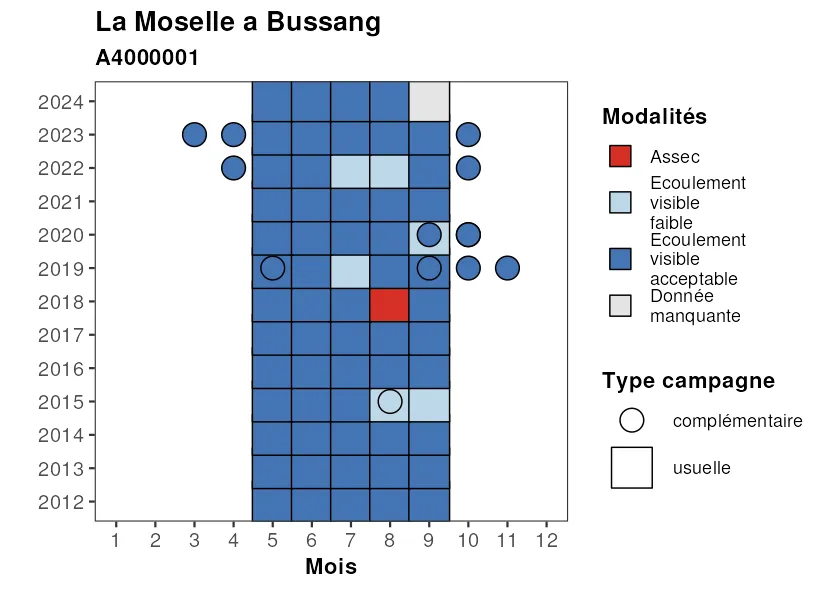 La Moselle a Bussang
A4000001
2024
2023
2022
2021
2020
2019
2018
2017
2016
2015
2014
2013
2012
1 2 3 4 5 6 7 8 9 10 11 12
Mois
Modalités
Assec
Ecoulement
visible
faible
Ecoulement
visible
acceptable
Donnée
manquante
Type campagne
complémentaire
usuelle